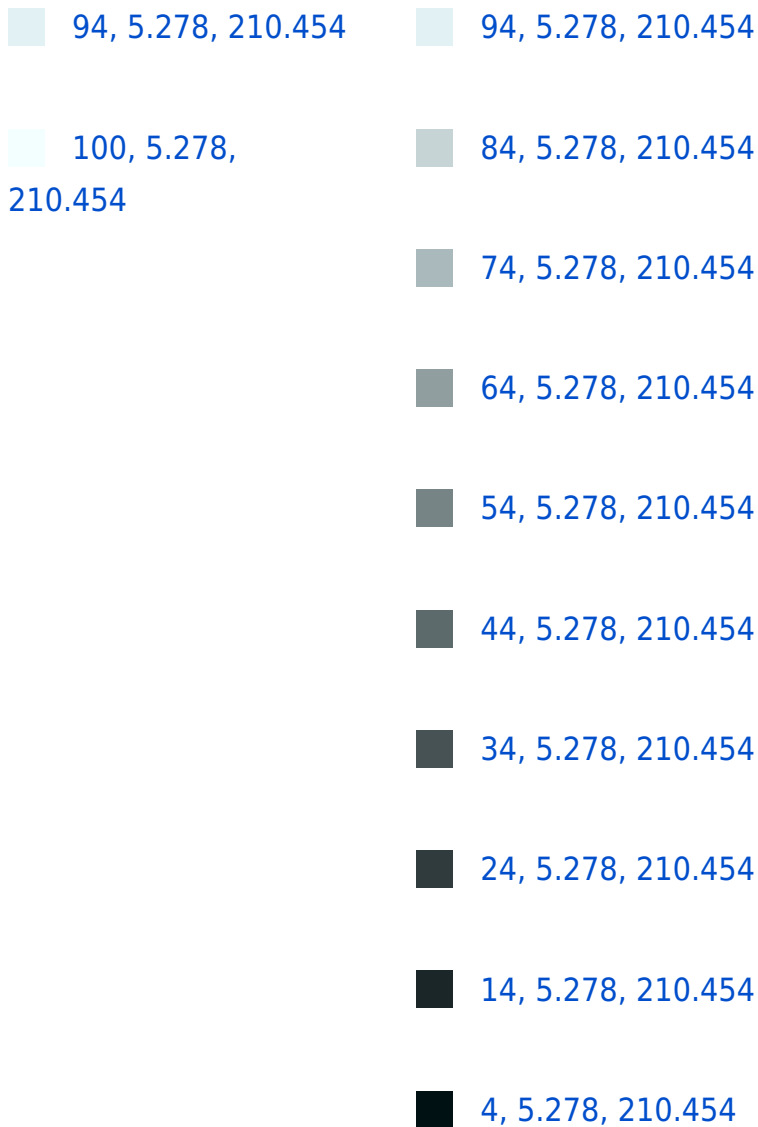 94, 5.278, 210.454
100, 5.278,
210.454
94, 5.278, 210.454
84, 5.278, 210.454
74, 5.278, 210.454
64, 5.278, 210.454
54, 5.278, 210.454
44, 5.278, 210.454
34, 5.278, 210.454
24, 5.278, 210.454
14, 5.278, 210.454
4, 5.278, 210.454